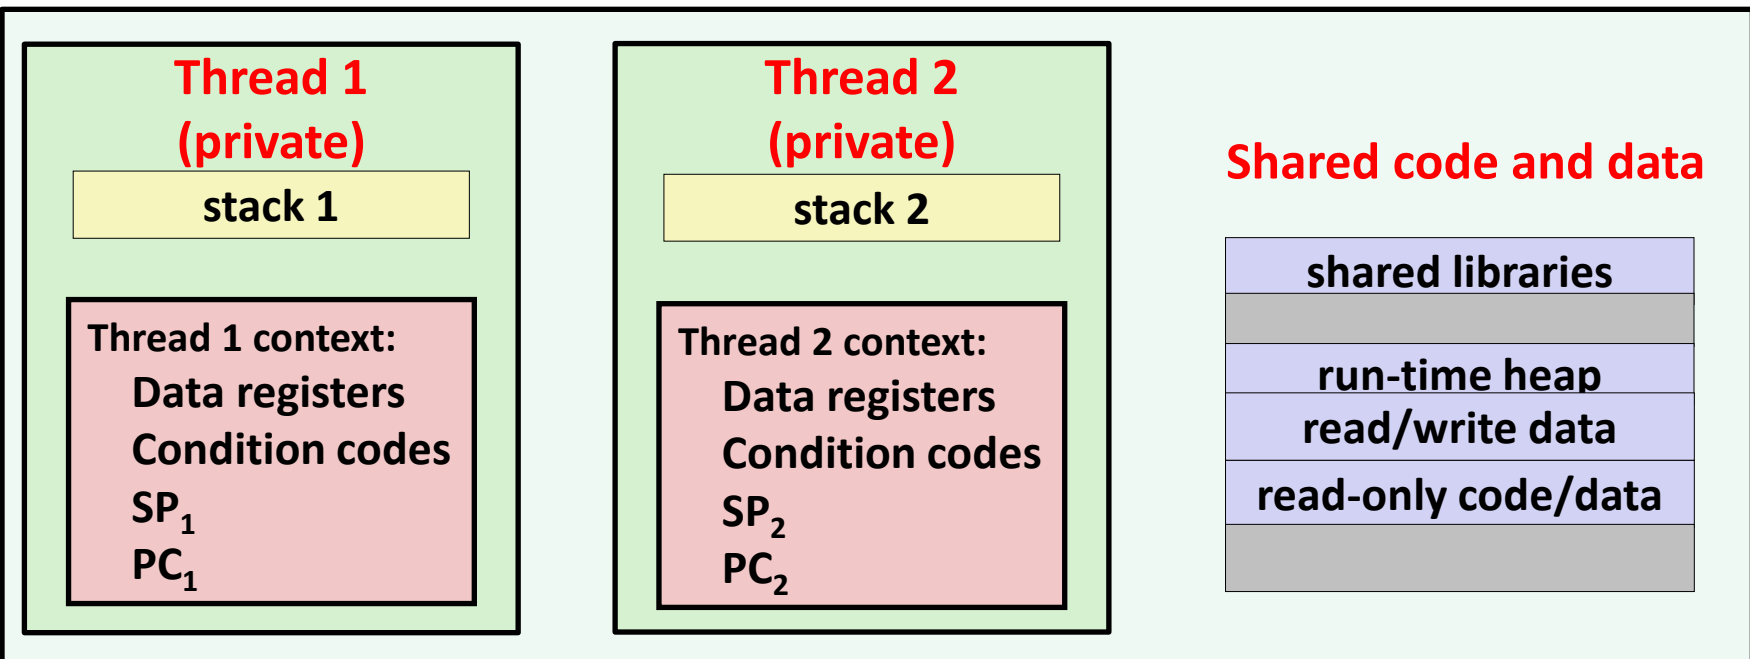 Thread 1
(private)
stack 1
Thread 1 context:
Data registers
Condition codes
SP₁
PC₁
Thread 2
(private)
stack 2
Thread 2 context:
Data registers
Condition codes
SP₂
PC₂
Shared code and data
shared libraries
run-time heap
read/write data
read-only code/data